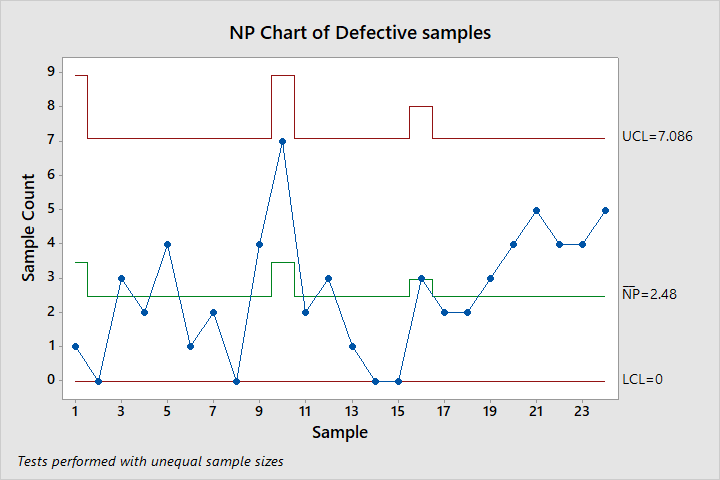 NP Chart of Defective samples
9
8
7
6
5
4
3
2
1
0
Sample Count
UCL=7.086
N̅P̅=2.48
LCL=0
1 3 5 7 9 11 13 15 17 19 21 23
Sample
Tests performed with unequal sample sizes